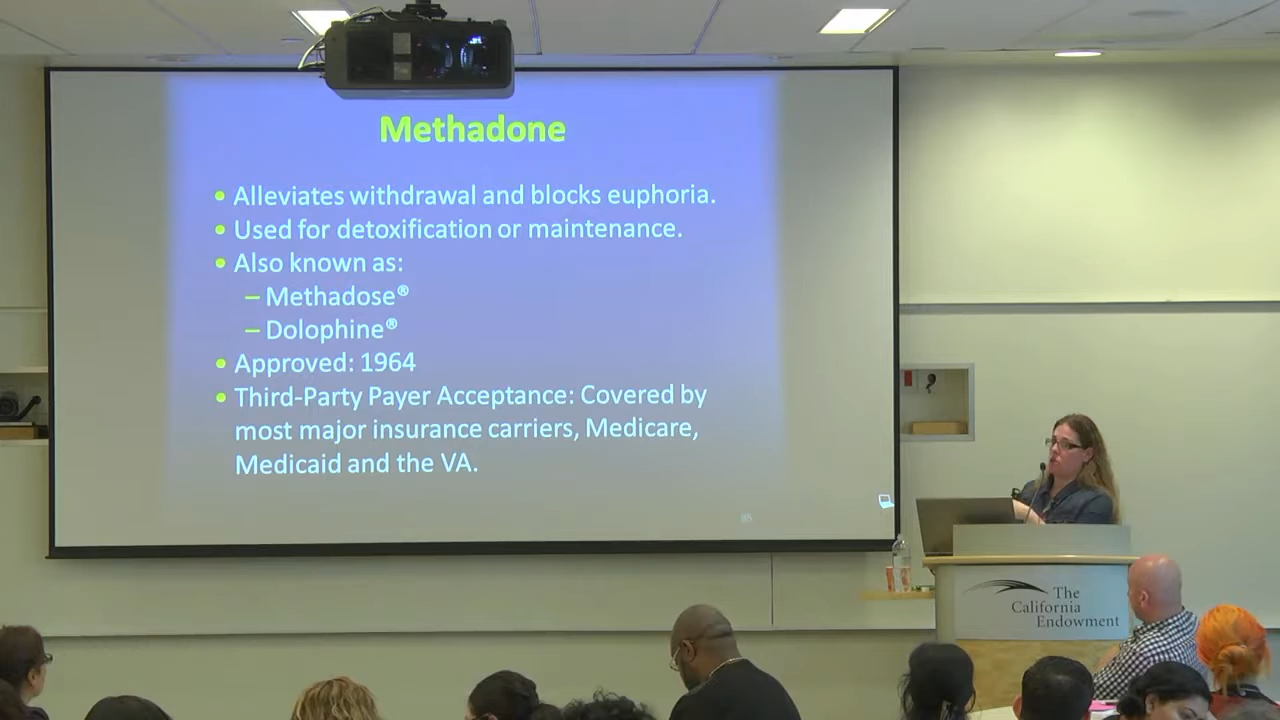 Methadone
• Alleviates withdrawal and blocks euphoria.
• Used for detoxification or maintenance.
• Also known as:
– Methadose®
– Dolophine®
• Approved: 1964
• Third-Party Payer Acceptance: Covered by
most major insurance carriers, Medicare,
Medicaid and the VA.
The
California
Endowment